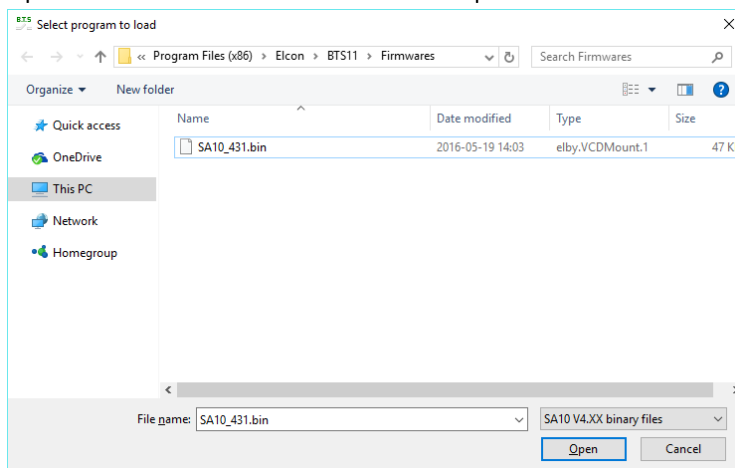 B.T.S Select program to load
« Program Files (x86) > Elcon > BTS11 > Firmwares Search Firmwares
Organize New folder
Name Date modified Type Size
Quick access
SA10_431.bin 2016-05-19 14:03 elby.VCDMount.1 47 K
OneDrive
This PC
Network
Homegroup
File name: SA10_431.bin SA10 V4.XX binary files
Open Cancel